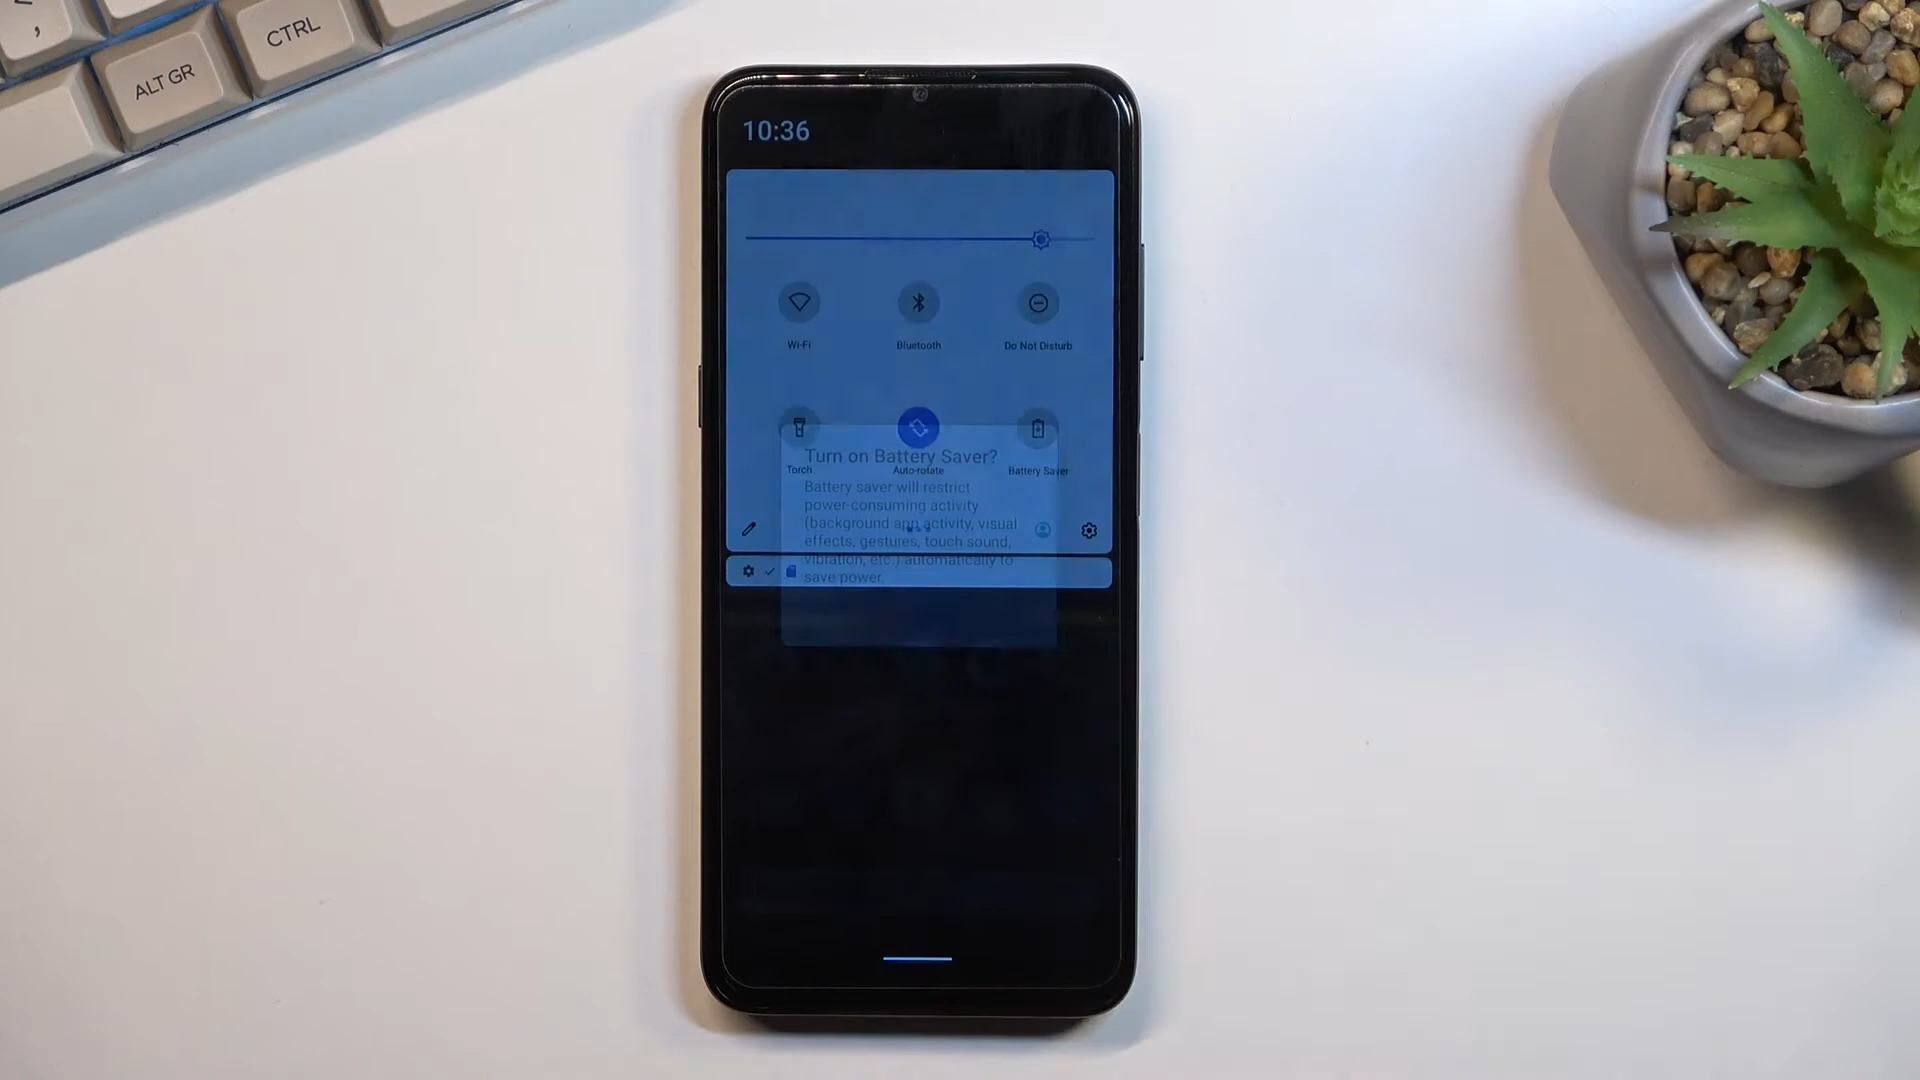 CTRL
ALT GR
10:36
Wi-Fi
Bluetooth
Do Not Disturb
Torch
Auto-rotate
Battery Saver
Turn on Battery Saver?
Battery saver will restrict
power-consuming activity
(background app activity, visual
effects, gestures, touch sound,
vibration, etc.) automatically to
save power.